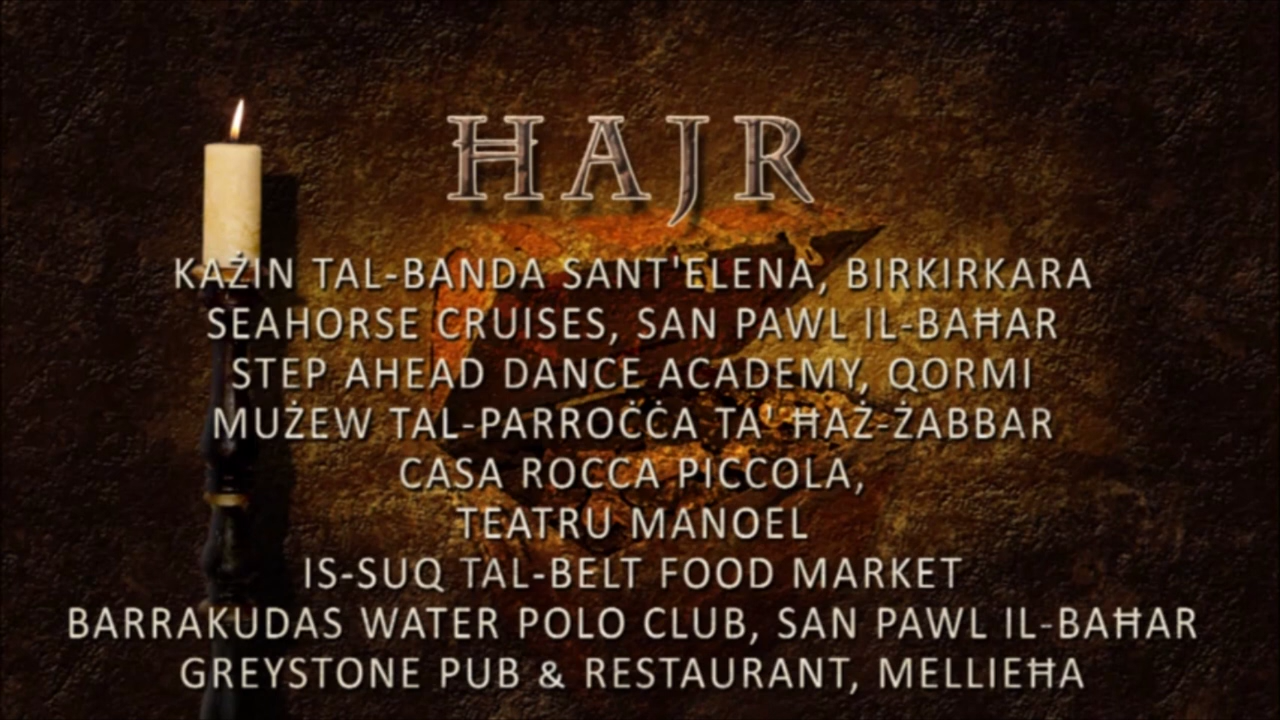 ĦAJR
KAŻIN TAL-BANDA SANT'ELENA, BIRKIRKARA
SEAHORSE CRUISES, SAN PAWL IL-BAĦAR
STEP AHEAD DANCE ACADEMY, QORMI
MUŻEW TAL-PARROĊĊA TA' ĦAŻ-ŻABBAR
CASA ROCCA PICCOLA,
TEATRU MANOEL
IS-SUQ TAL-BELT FOOD MARKET
BARRAKUDAS WATER POLO CLUB, SAN PAWL IL-BAĦAR
GREYSTONE PUB & RESTAURANT, MELLIEĦA